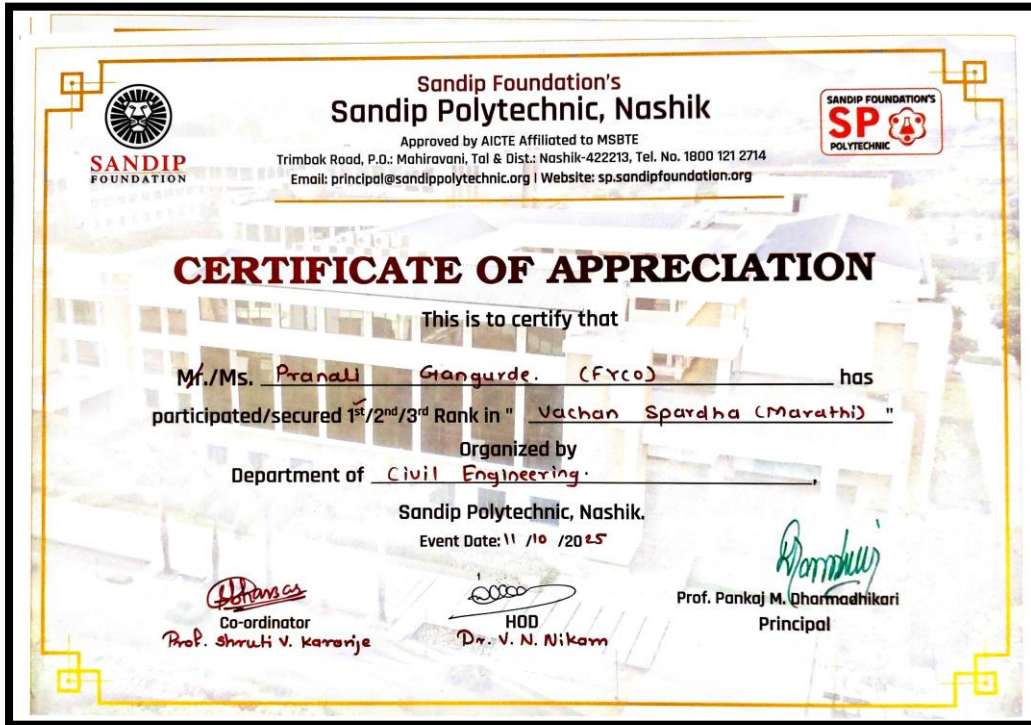 Sandip Foundation's
Sandip Polytechnic, Nashik
Approved by AICTE Affiliated to MSBTE
Trimbak Road, P.O.: Mahiravani, Tal & Dist.: Nashik-422213, Tel. No. 1800 121 2714
Email: principal@sandippolytechnic.org | Website: sp.sandipfoundation.org
SANDIP
FOUNDATION
SANDIP FOUNDATION'S
SP
POLYTECHNIC
CERTIFICATE OF APPRECIATION
This is to certify that
Mr./Ms. Pranali Gangurde. (FYCO) has
participated/secured 1st/2nd/3rd Rank in " Vachan Spardha (Marathi) "
Organized by
Department of Civil Engineering.,
Sandip Polytechnic, Nashik.
Event Date: 11 /10 /2025
Co-ordinator
Prof. Shruti V. Karanje
HOD
Dr. V. N. Nikam
Prof. Pankaj M. Dharmadhikari
Principal